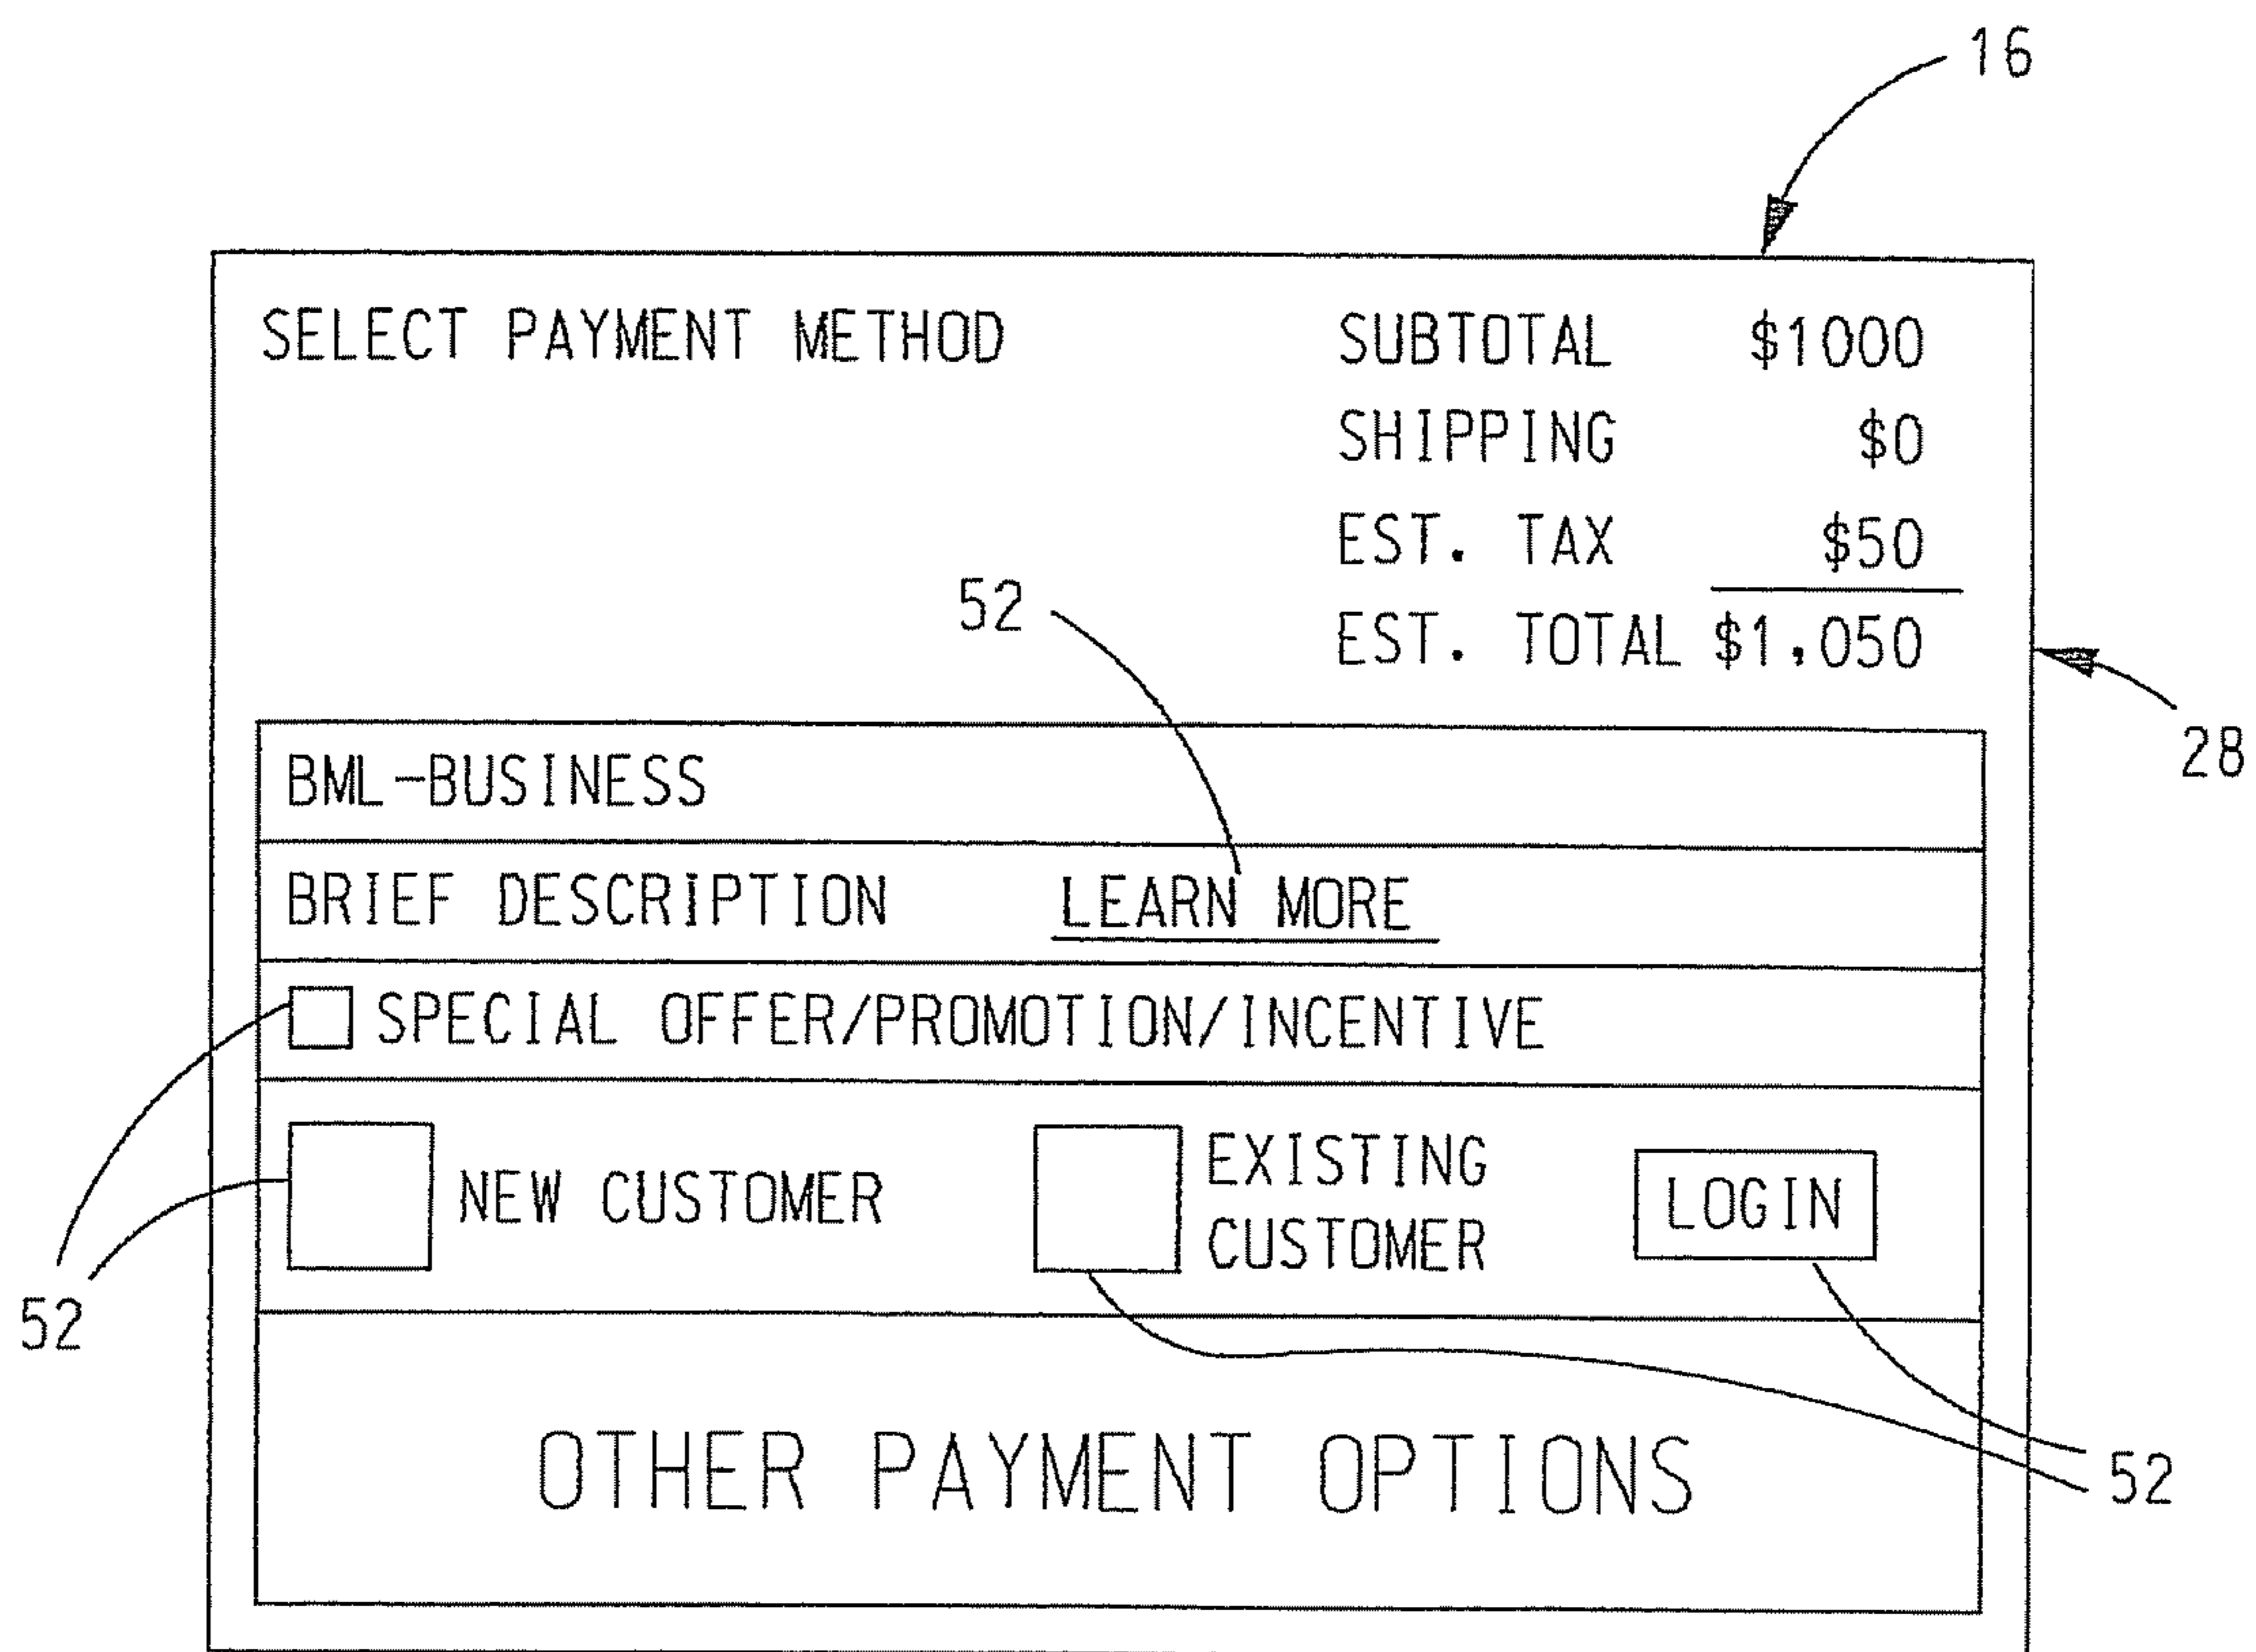 16
SELECT PAYMENT METHOD
SUBTOTAL $1000
SHIPPING $0
EST. TAX $50
EST. TOTAL $1,050
52
28
BML-BUSINESS
BRIEF DESCRIPTION LEARN MORE
SPECIAL OFFER/PROMOTION/INCENTIVE
NEW CUSTOMER
EXISTING
CUSTOMER
LOGIN
52
OTHER PAYMENT OPTIONS
52